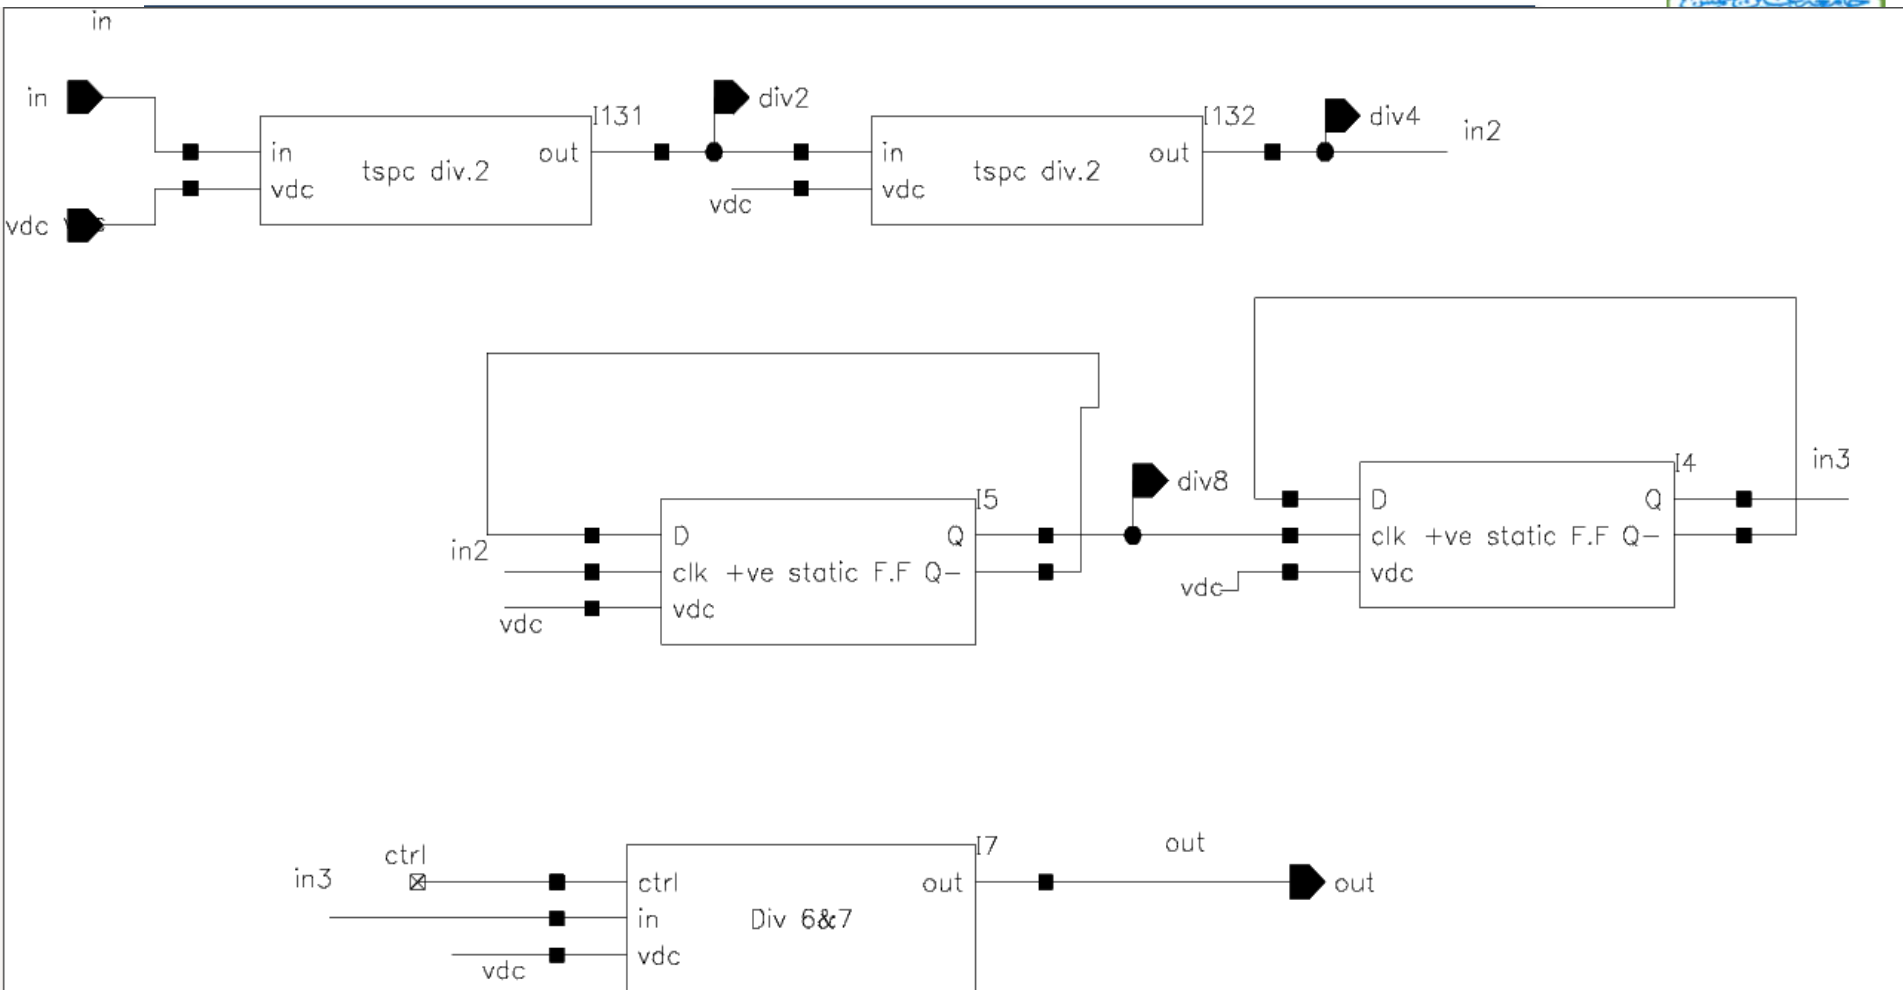 in
in
I131
div2
I132
div4
in2
in
out
tspc div.2
vdc
in
out
tspc div.2
vdc
vdc
vdc
in3
I4
div8
I5
D
Q
clk +ve static F.F Q-
vdc
vdc
in2
D
Q
clk +ve static F.F Q-
vdc
vdc
I7
out
ctrl
in3
ctrl
out
out
in
Div 6&7
vdc
vdc